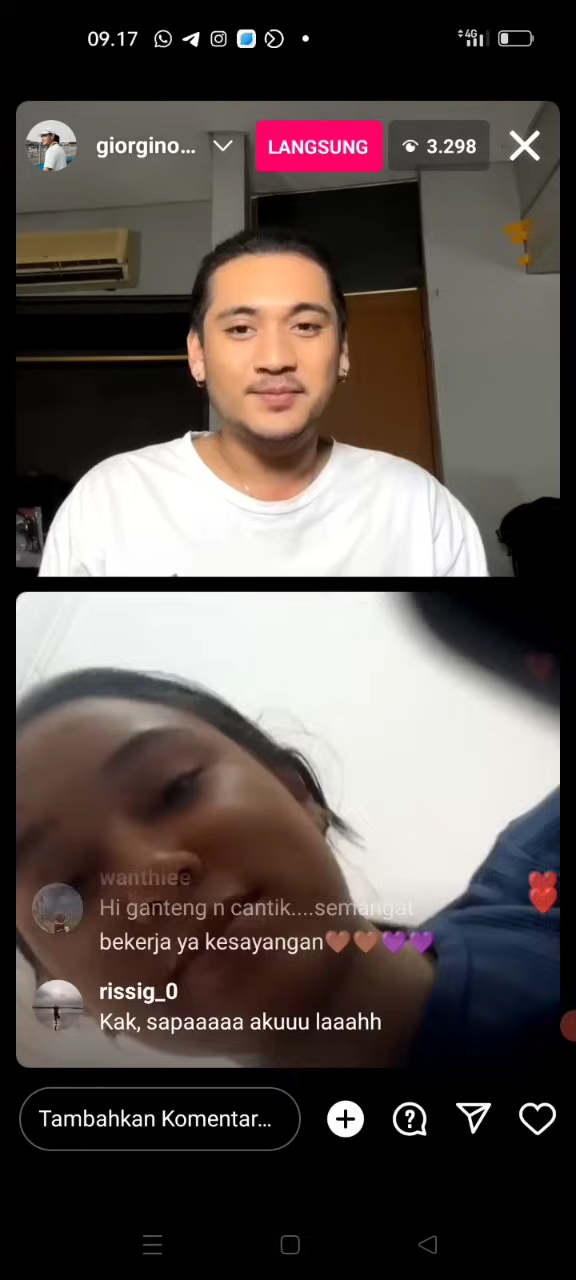 09.17
4G
giorgino...
LANGSUNG
3.298
wanthiee
Hi ganteng n cantik....semangat
bekerja ya kesayangan🤎🤎💜💜
rissig_0
Kak, sapaaaaa akuuu laaahh
Tambahkan Komentar...